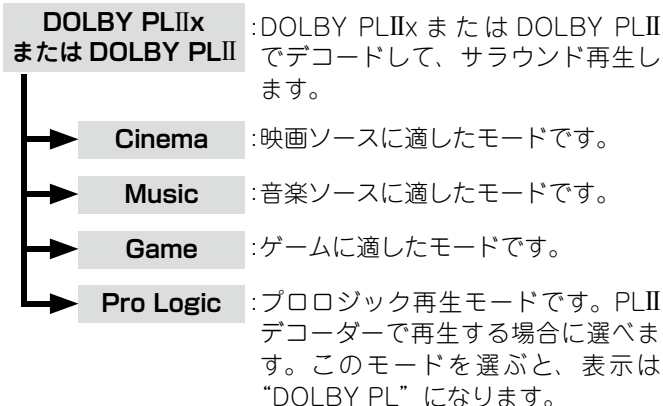 DOLBY PLⅡx
または DOLBY PLⅡ
:DOLBY PLⅡx または DOLBY PLⅡ
でデコードして、サラウンド再生し
ます。
Cinema :映画ソースに適したモードです。
Music :音楽ソースに適したモードです。
Game :ゲームに適したモードです。
Pro Logic :プロロジック再生モードです。PLⅡ
デコーダーで再生する場合に選べま
す。このモードを選ぶと、表示は
“DOLBY PL”になります。